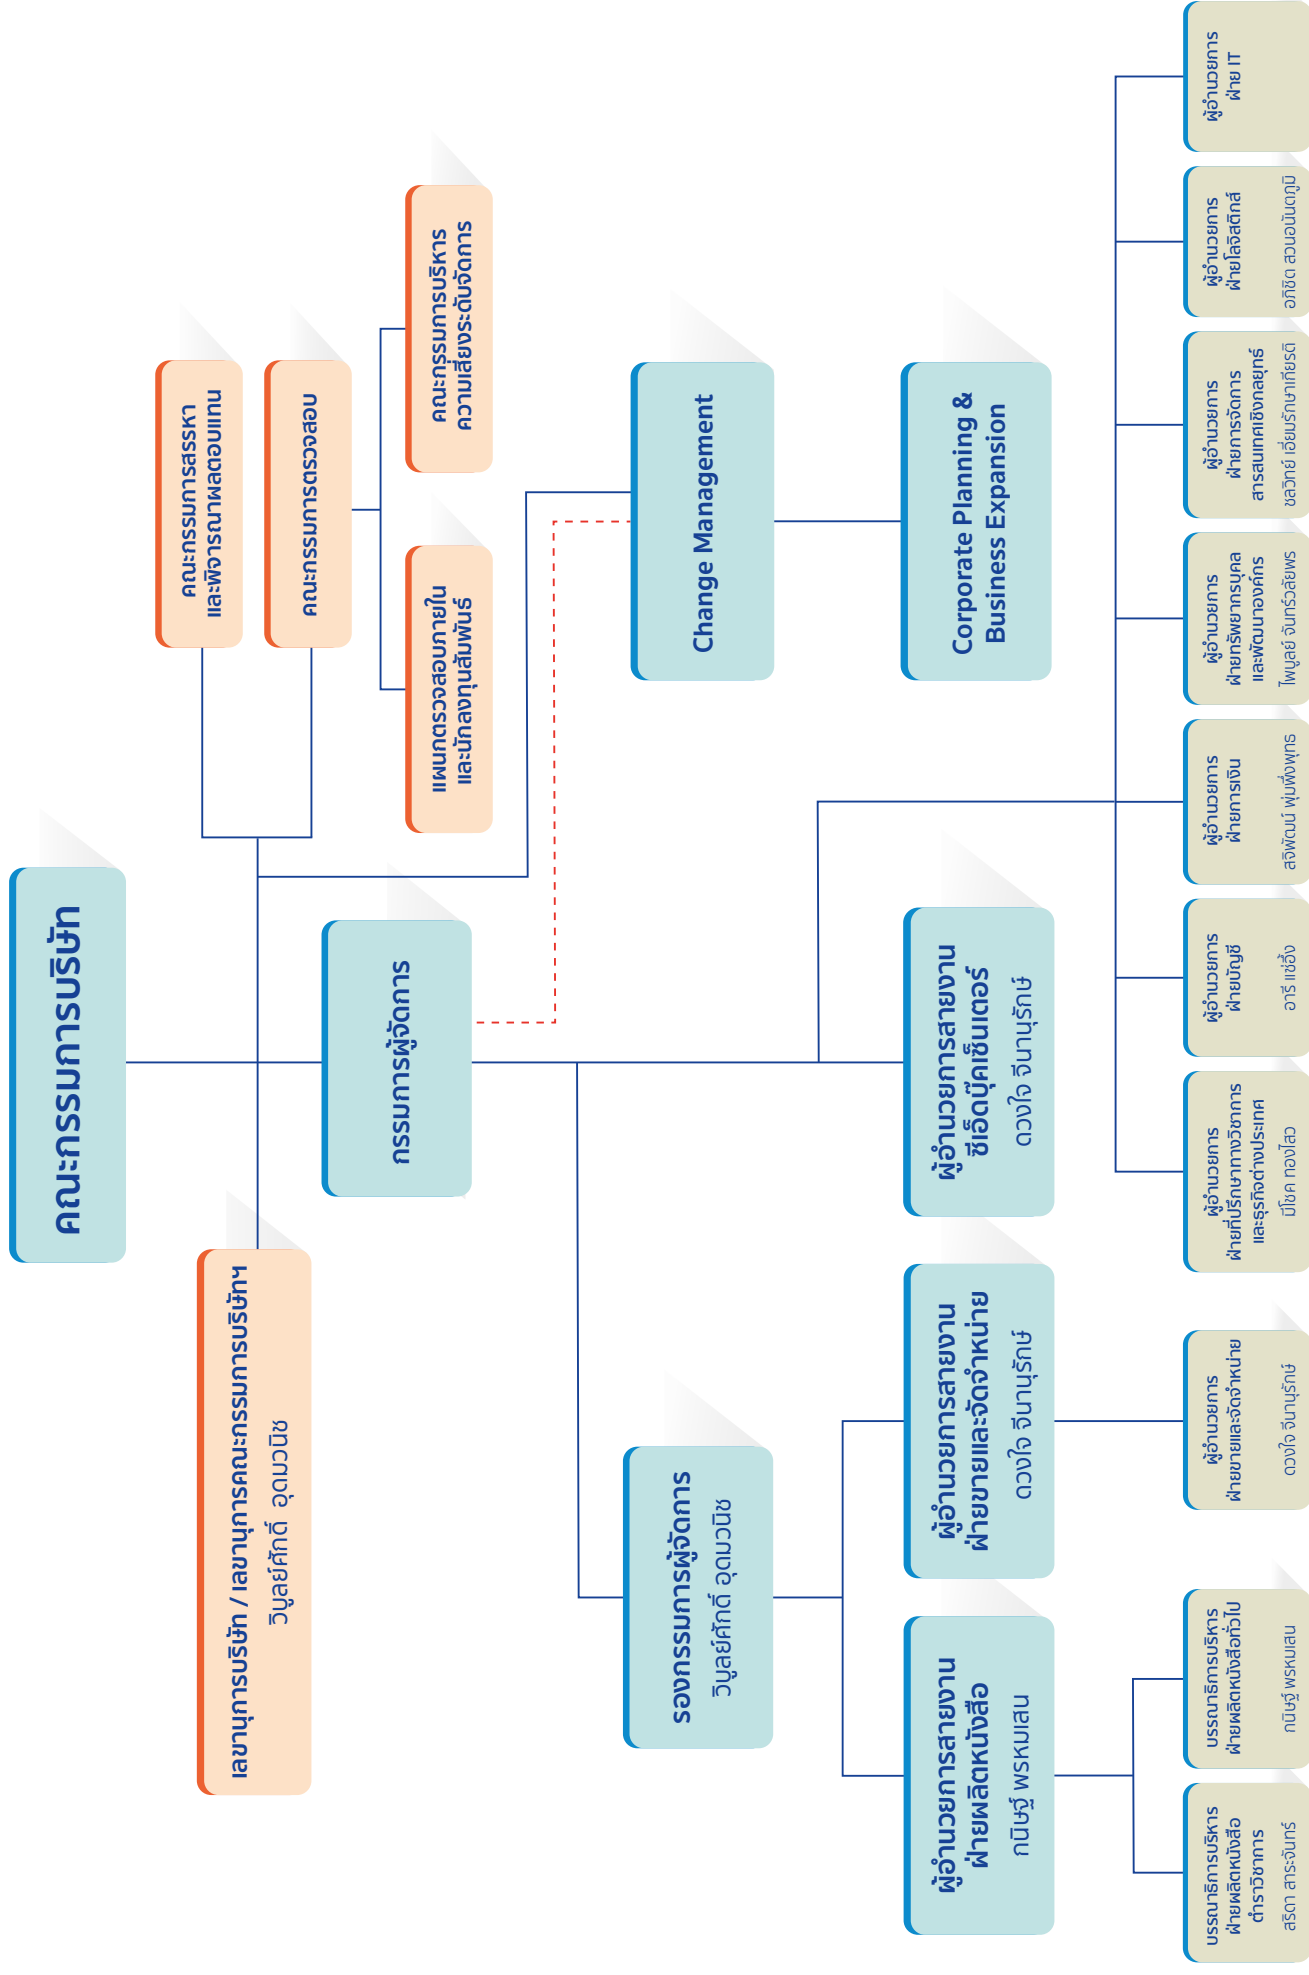 คณะกรรมการบริษัท
เลขานุการบริษัท / เลขานุการคณะกรรมการบริษัทฯ
วิบูลย์ศักดิ์ อุดมวนิช
คณะกรรมการสรรหา
และพิจารณาผลตอบแทน
คณะกรรมการตรวจสอบ
แผนกตรวจสอบภายใน
และนักลงทุนสัมพันธ์
คณะกรรมการบริหาร
ความเสี่ยงระดับจัดการ
กรรมการผู้จัดการ
รองกรรมการผู้จัดการ
วิบูลย์ศักดิ์ อุดมวนิช
Change Management
Corporate Planning &
Business Expansion
ผู้อำนวยการสายงาน
ฝ่ายผลิตหนังสือ
กนิษฐ์ พรหมเสน
ผู้อำนวยการสายงาน
ฝ่ายขายและจัดจำหน่าย
ดวงใจ จีนานุรักษ์
ผู้อำนวยการสายงาน
ซีเอ็ดบุ๊คเซ็นเตอร์
ดวงใจ จีนานุรักษ์
บรรณาธิการบริหาร
ฝ่ายผลิตหนังสือ
ตำราวิชาการ
สริดา สาระจันทร์
บรรณาธิการบริหาร
ฝ่ายผลิตหนังสือทั่วไป
กนิษฐ์ พรหมเสน
ผู้อำนวยการ
ฝ่ายขายและจัดจำหน่าย
ดวงใจ จีนานุรักษ์
ผู้อำนวยการ
ฝ่ายที่ปรึกษาทางวิชาการ
และธุรกิจต่างประเทศ
มีโชค ทองไสว
ผู้อำนวยการ
ฝ่ายบัญชี
อารี แซ่อึ้ง
ผู้อำนวยการ
ฝ่ายการเงิน
สจิพัฒน์ พุ่มพึ่งพุทธ
ผู้อำนวยการ
ฝ่ายทรัพยากรบุคล
และพัฒนาองค์กร
ไพบูลย์ จันทร์วลัยพร
ผู้อำนวยการ
ฝ่ายการจัดการ
สารสนเทศเชิงกลยุทธ์
ชลวิทย์ เอี่ยมรักษาเกียรติ
ผู้อำนวยการ
ฝ่ายโลจิสติกส์
อภิชิต สวนอนันตภูมิ
ผู้อำนวยการ
ฝ่าย IT